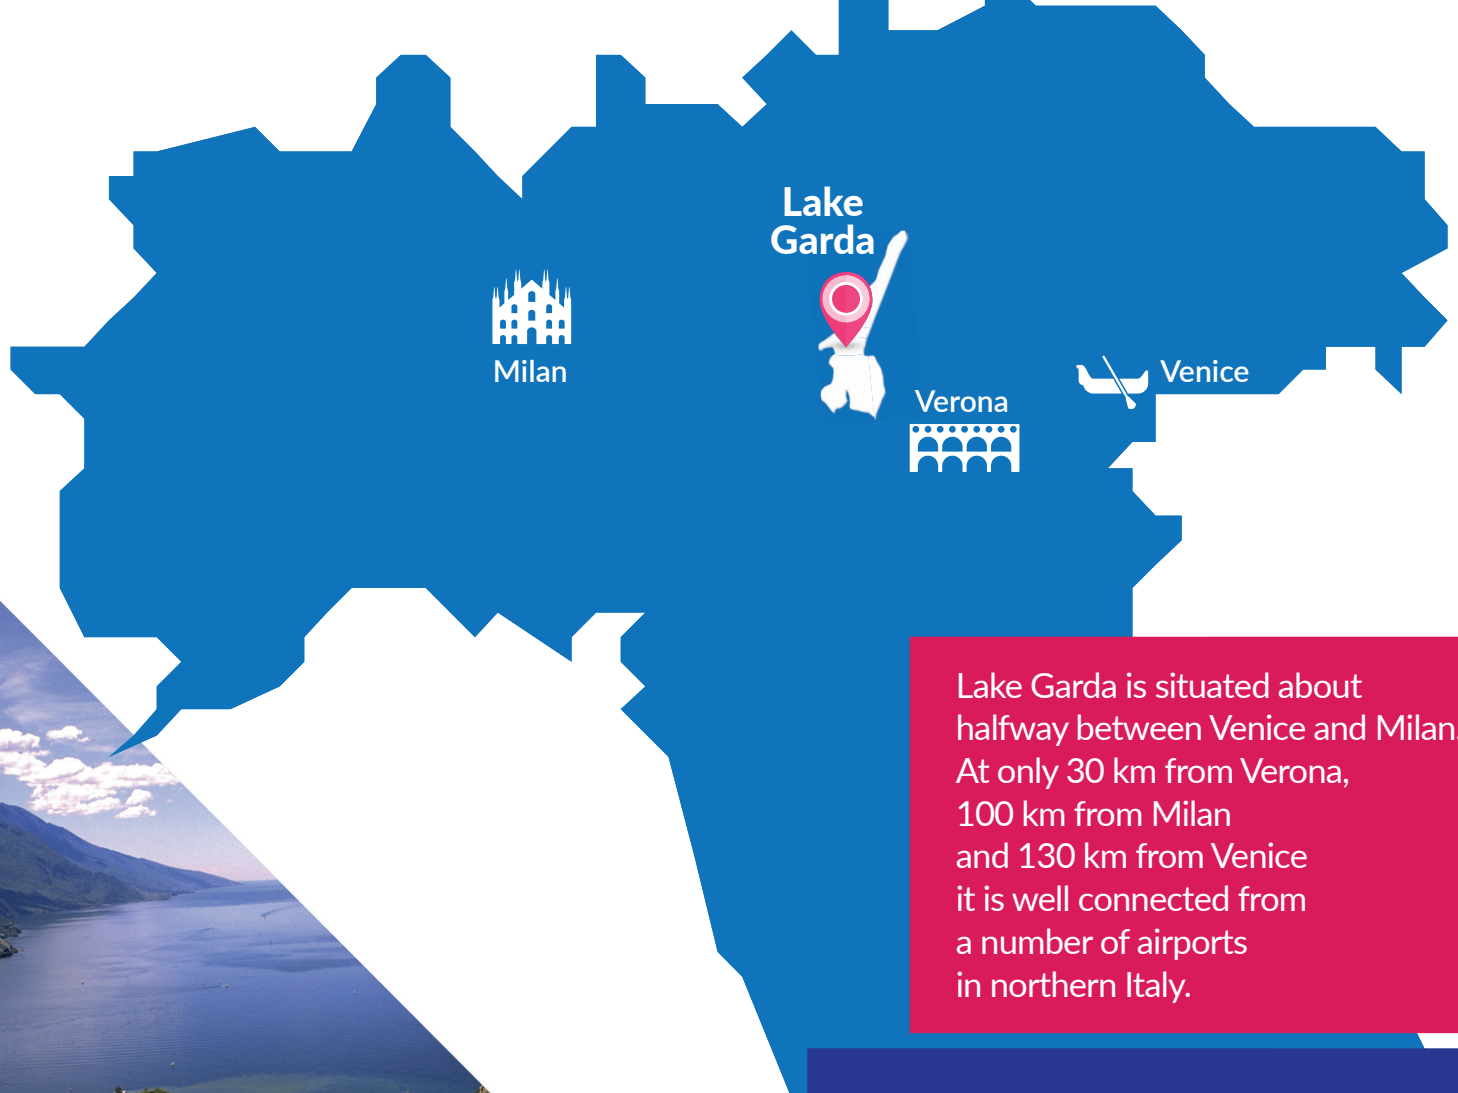 Lake
Garda
Milan
Venice
Verona
Lake Garda is situated about
halfway between Venice and Milan.
At only 30 km from Verona,
100 km from Milan
and 130 km from Venice
it is well connected from
a number of airports
in northern Italy.